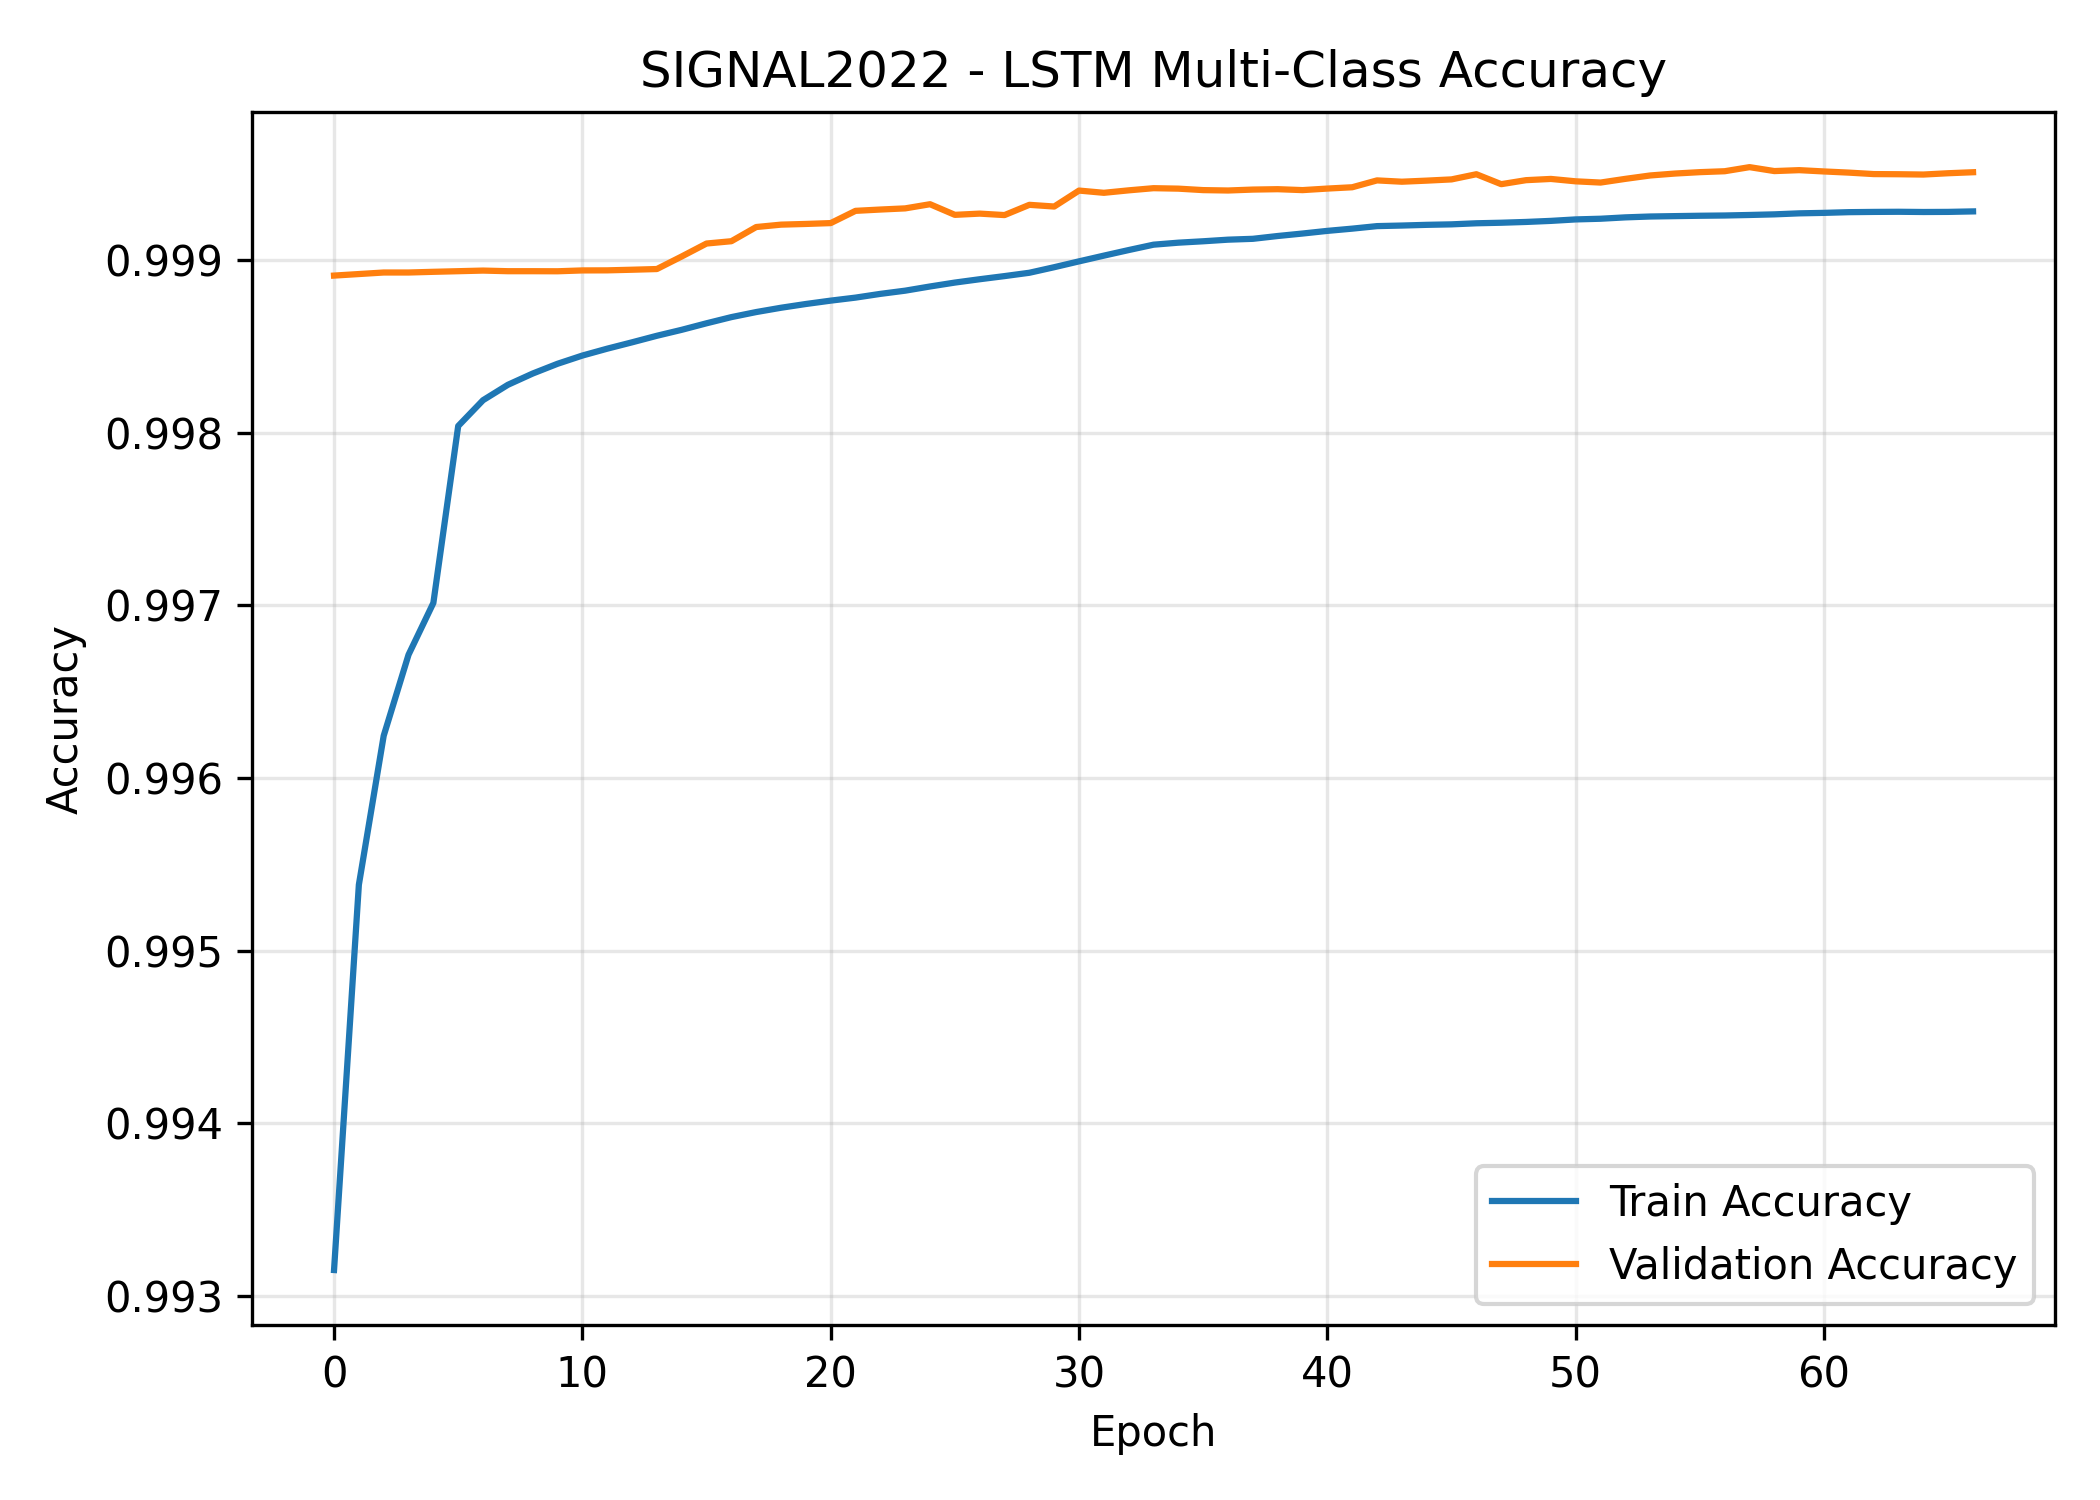 SIGNAL2022 - LSTM Multi-Class Accuracy
Accuracy
0.999
0.998
0.997
0.996
0.995
0.994
0.993
Train Accuracy
Validation Accuracy
0 10 20 30 40 50 60
Epoch